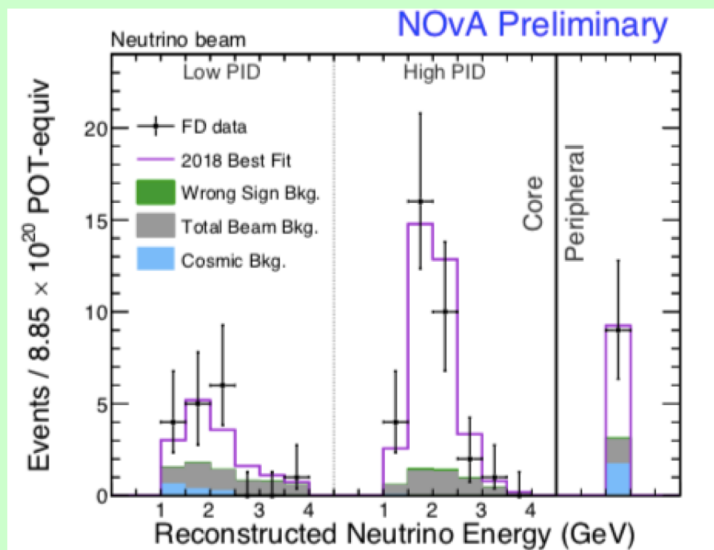 NOvA Preliminary
Neutrino beam
Low PID
High PID
FD data
2018 Best Fit
Wrong Sign Bkg.
Total Beam Bkg.
Cosmic Bkg.
Core
Peripheral
Events / 8.85 × 10²⁰ POT-equiv
20
15
10
5
0
1 2 3 4 1 2 3 4
Reconstructed Neutrino Energy (GeV)